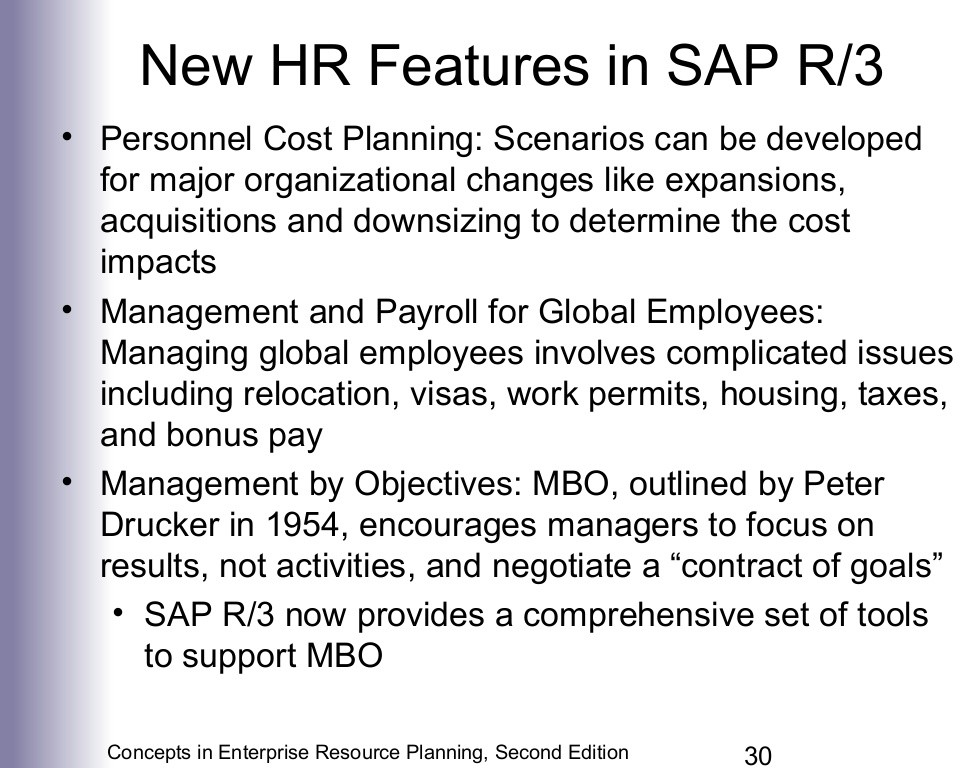 New HR Features in SAP R/3
• Personnel Cost Planning: Scenarios can be developed
for major organizational changes like expansions,
acquisitions and downsizing to determine the cost
impacts
• Management and Payroll for Global Employees:
Managing global employees involves complicated issues
including relocation, visas, work permits, housing, taxes,
and bonus pay
• Management by Objectives: MBO, outlined by Peter
Drucker in 1954, encourages managers to focus on
results, not activities, and negotiate a “contract of goals”
• SAP R/3 now provides a comprehensive set of tools
to support MBO
Concepts in Enterprise Resource Planning, Second Edition 30